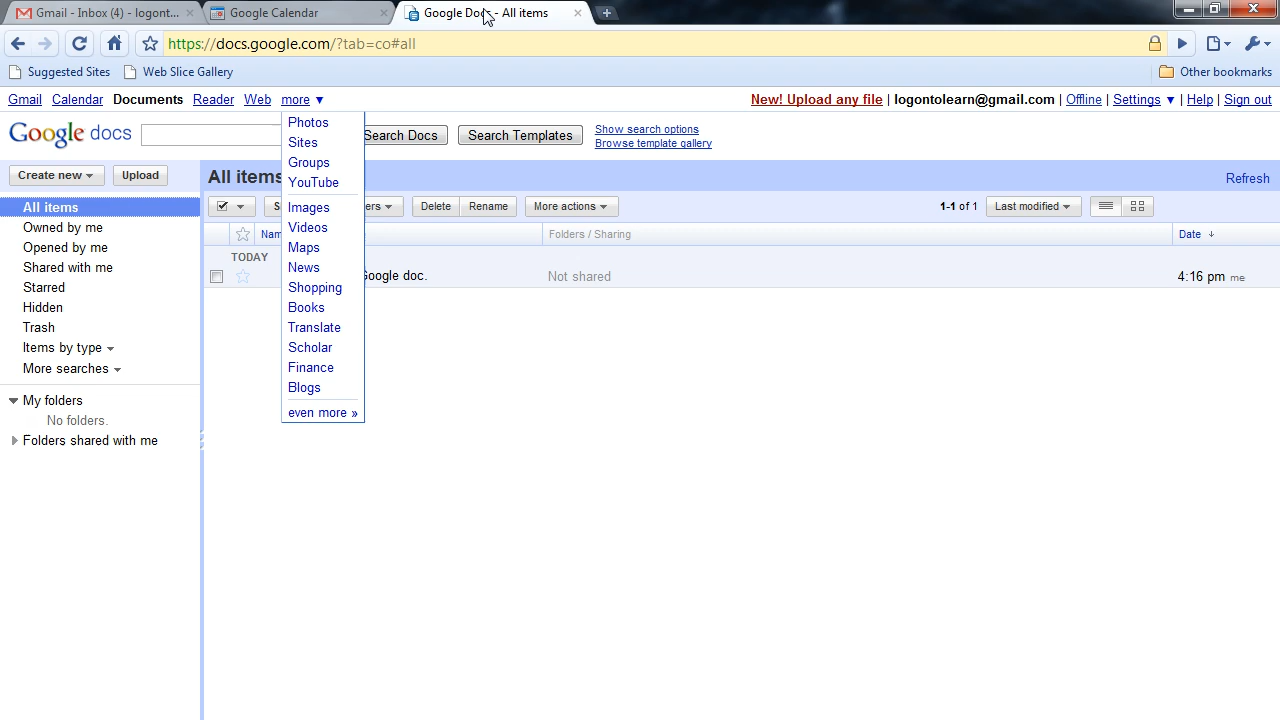 Gmail - Inbox (4) - logont... Google Calendar Google Docs - All items
https://docs.google.com/?tab=co#all
Suggested Sites Web Slice Gallery Other bookmarks
Gmail Calendar Documents Reader Web more ▼ New! Upload any file | logontolearn@gmail.com | Offline | Settings ▼ | Help | Sign out
Google docs Search Docs Search Templates Show search options
Browse template gallery
Create new Upload
All items Refresh
Delete Rename More actions 1-1 of 1 Last modified
Folders / Sharing Date
TODAY
Google doc. Not shared 4:16 pm me
All items
Owned by me
Opened by me
Shared with me
Starred
Hidden
Trash
Items by type
More searches
My folders
No folders.
Folders shared with me
Photos
Sites
Groups
YouTube
Images
Videos
Maps
News
Shopping
Books
Translate
Scholar
Finance
Blogs
even more »